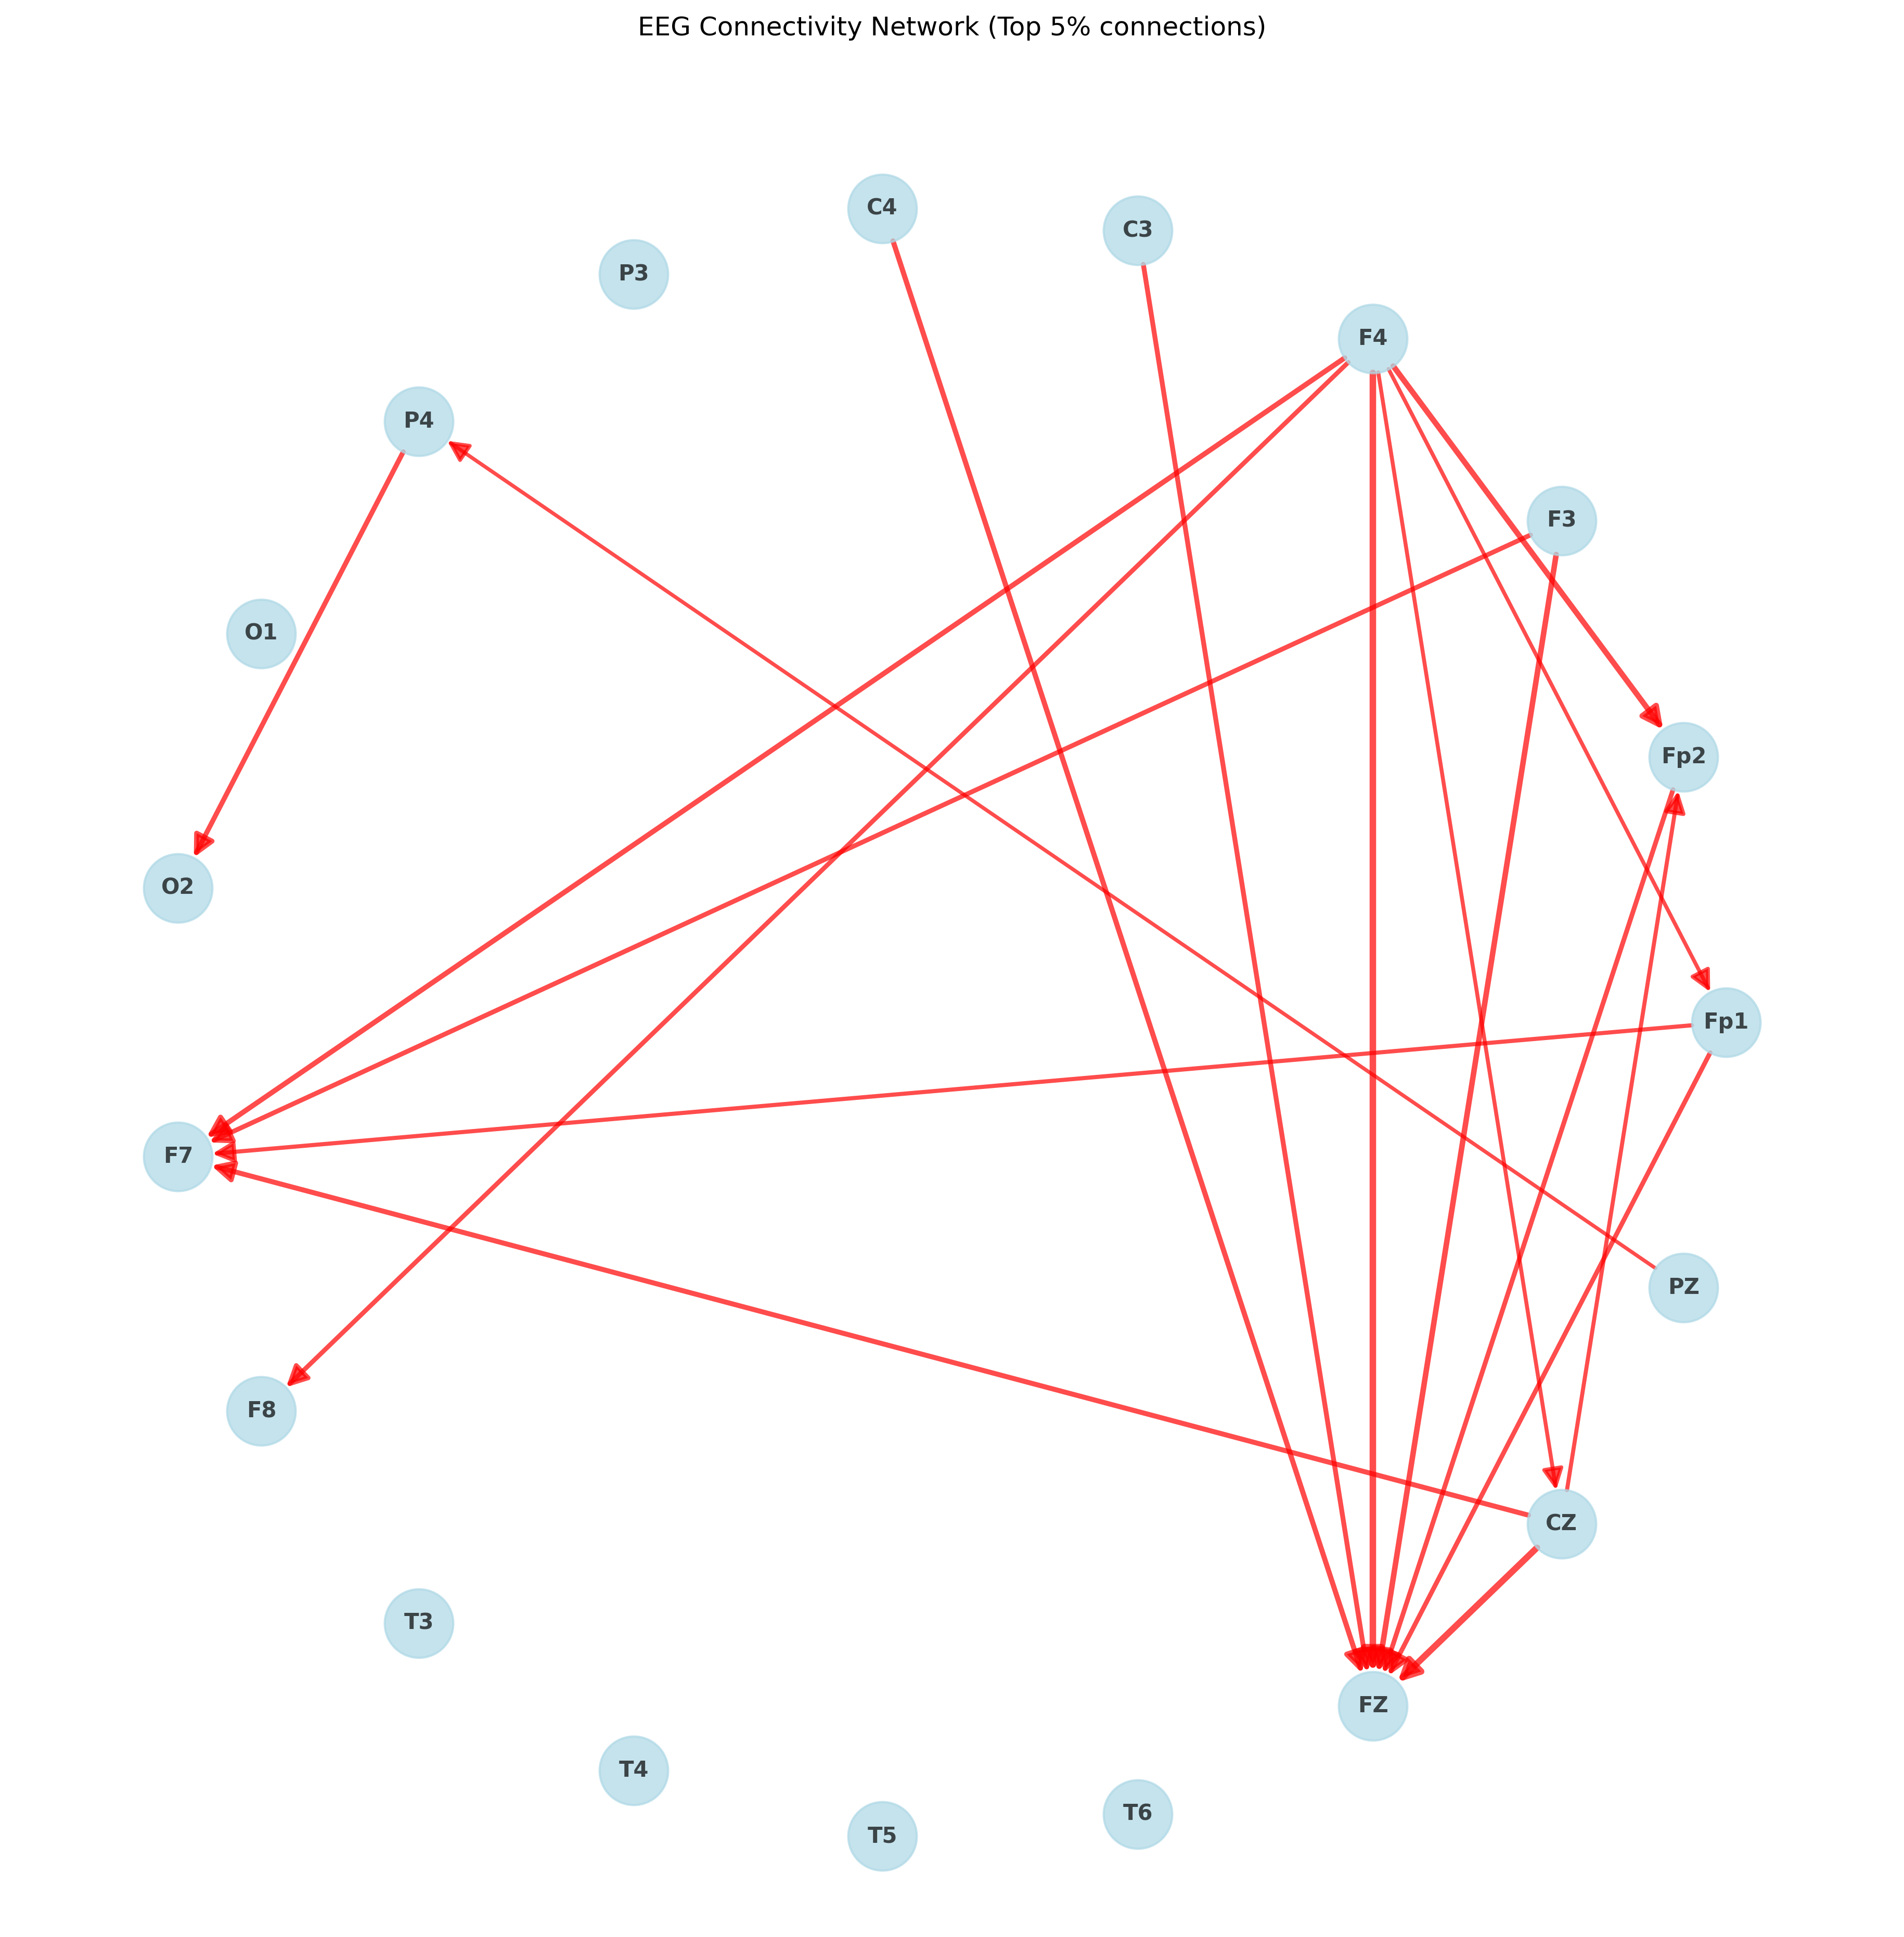 EEG Connectivity Network (Top 5% connections)
C4
C3
P3
F4
P4
F3
O1
Fp2
O2
Fp1
F7
PZ
F8
CZ
T3
FZ
T4
T6
T5